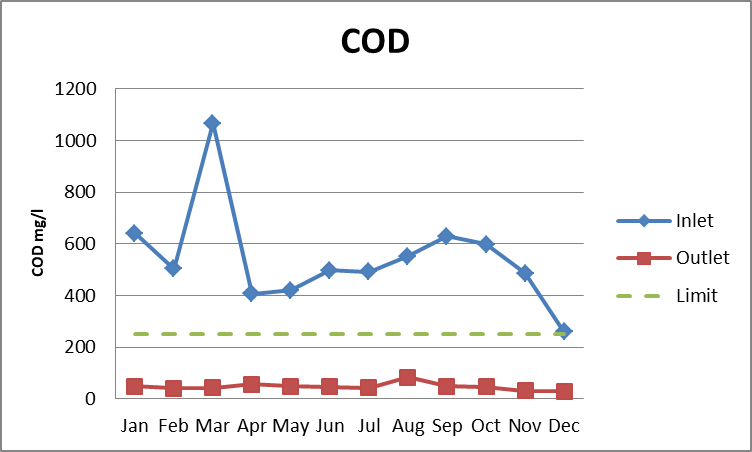 COD
1200
1000
800
600
400
200
0
COD mg/l
Jan Feb Mar Apr May Jun Jul Aug Sep Oct Nov Dec
Inlet
Outlet
Limit